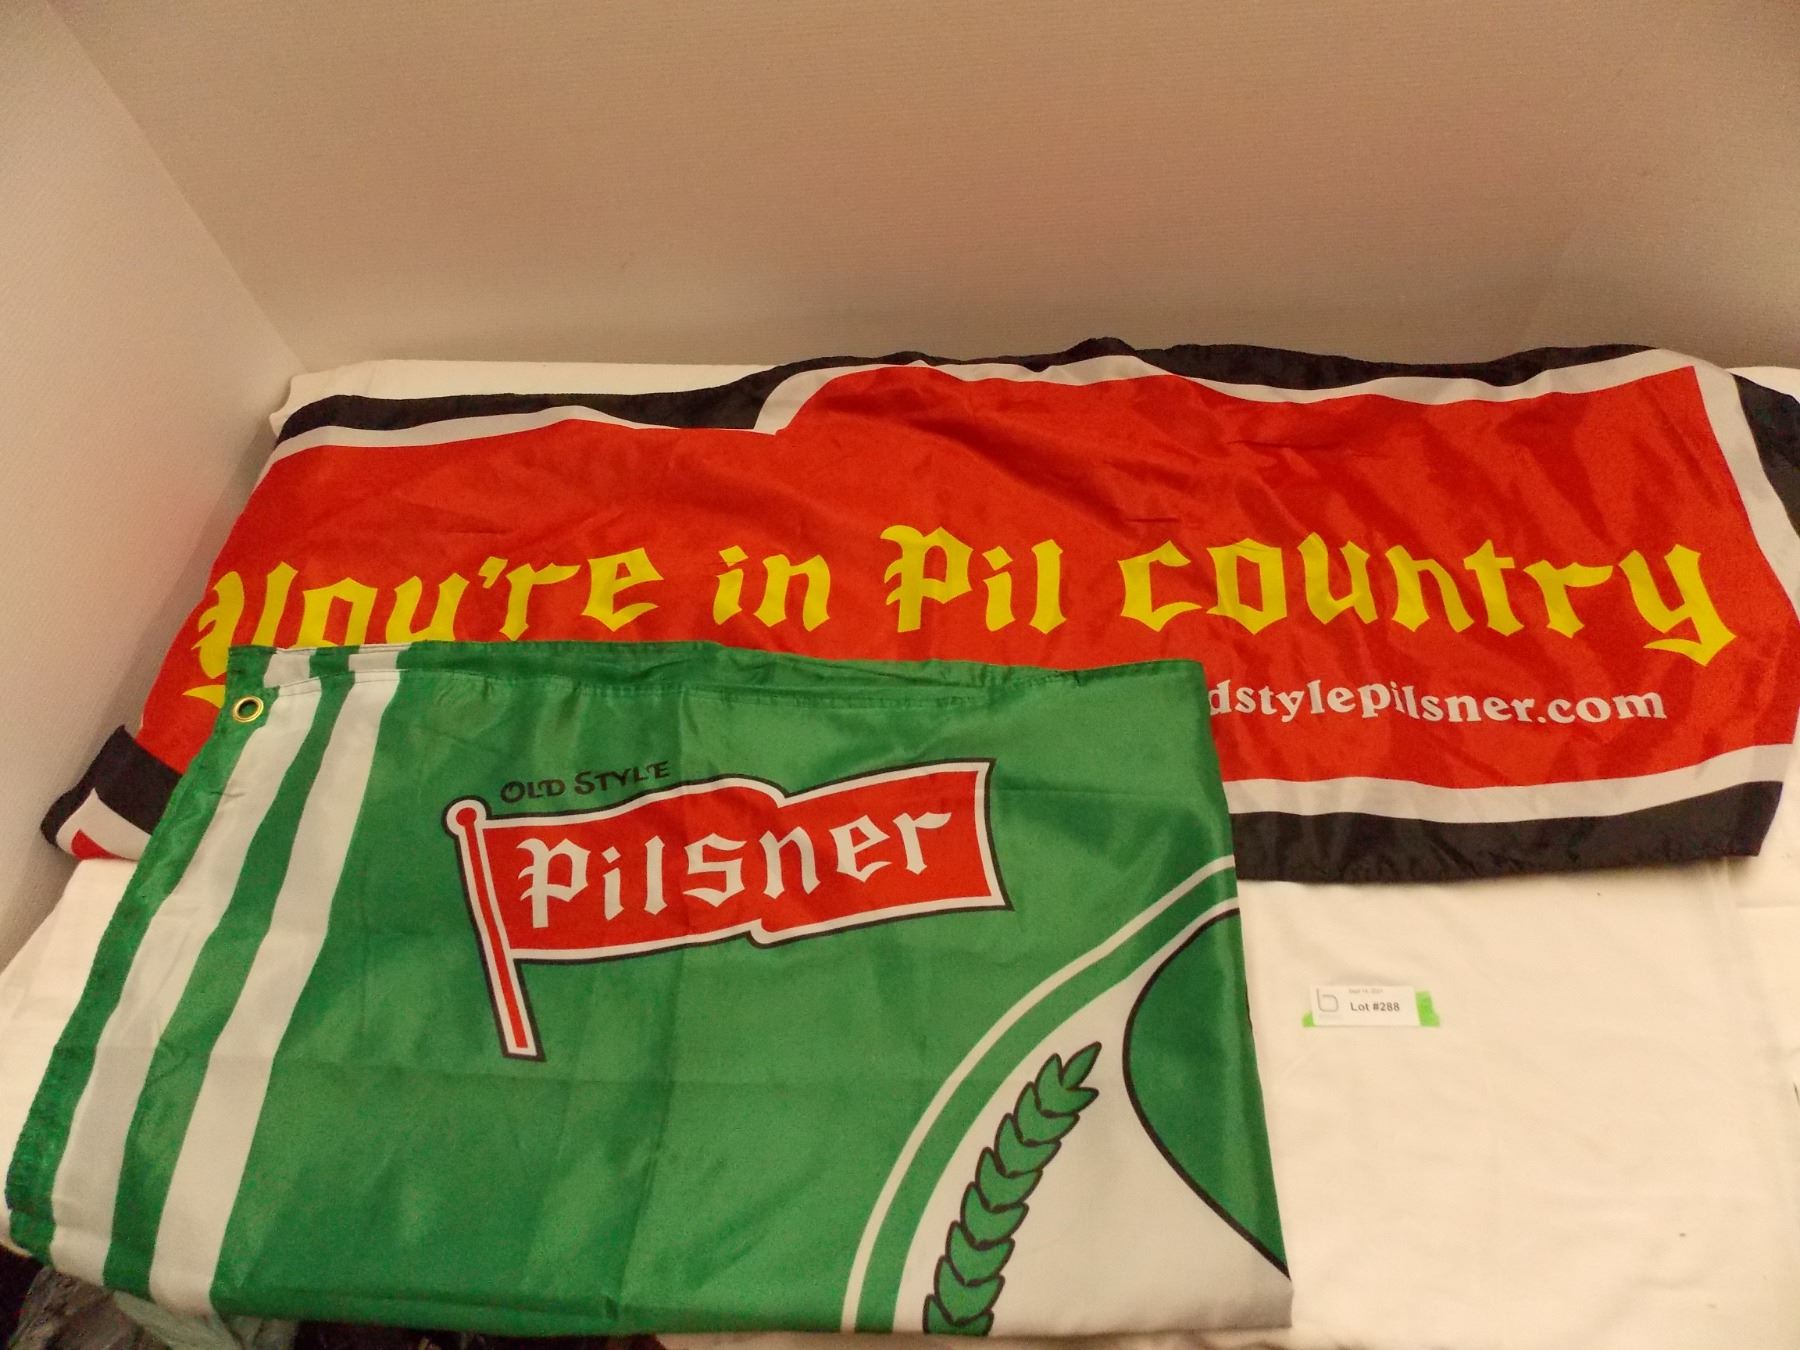 You're in Pil country
dstylepilsner.com
OLD STYLE
Pilsner
Lot #288